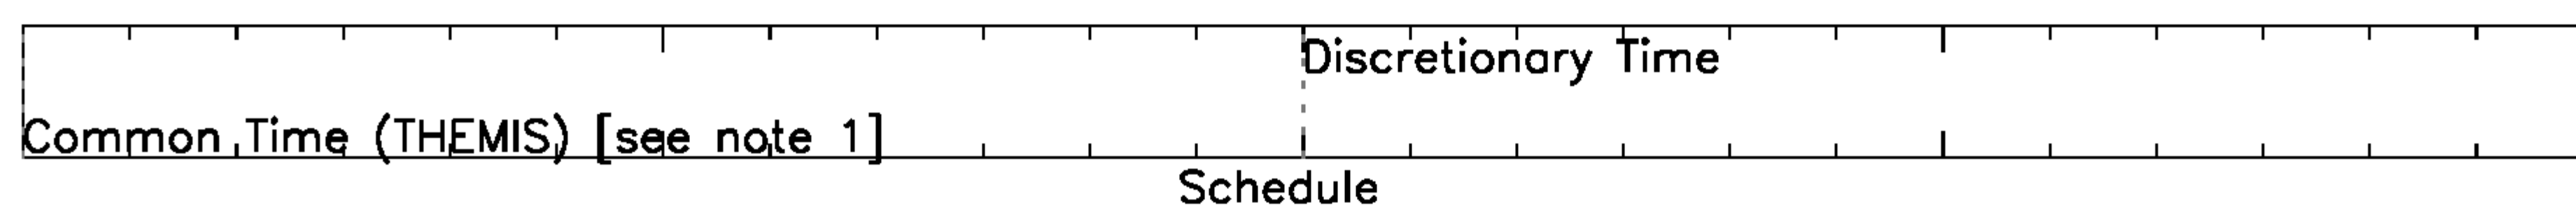 Discretionary Time
Common Time (THEMIS) [see note 1]
Schedule